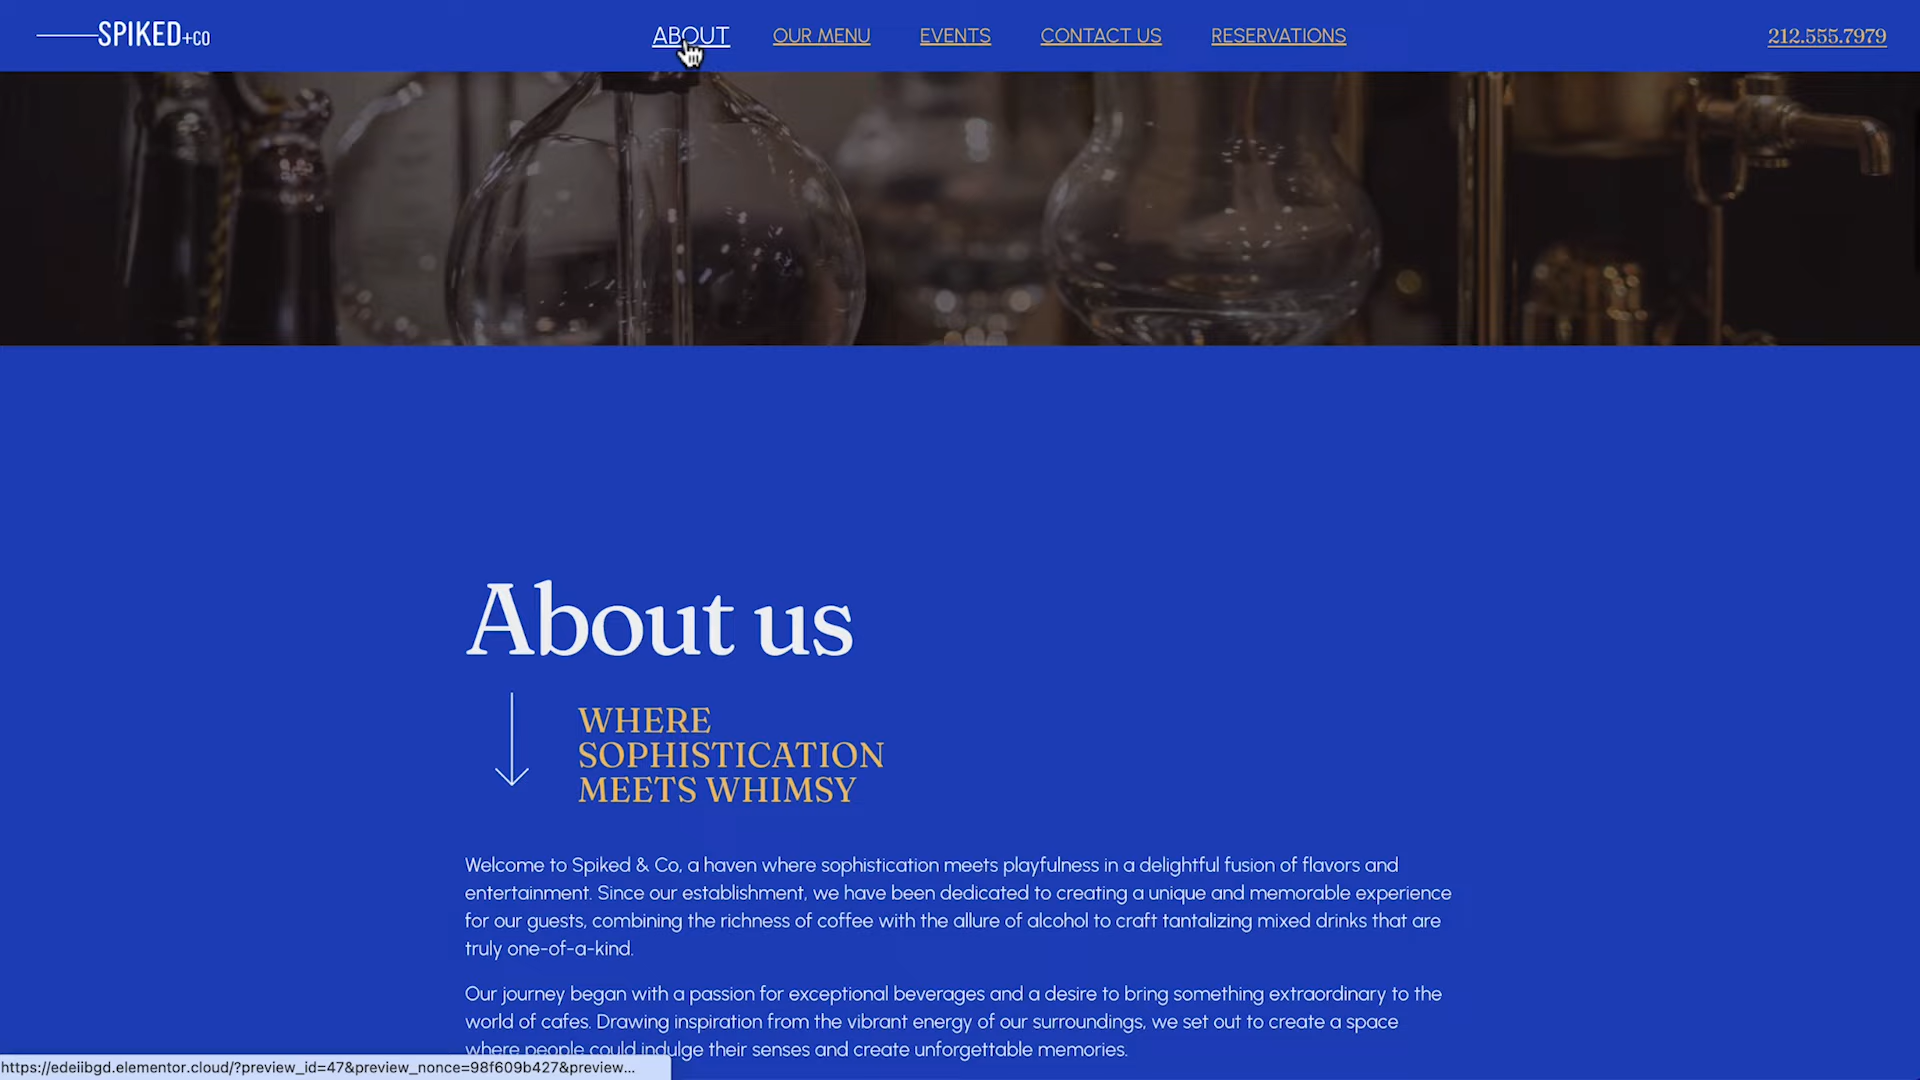 SPIKED+CO
ABOUT
OUR MENU
EVENTS
CONTACT US
RESERVATIONS
212.555.7979
About us
WHERE
SOPHISTICATION
MEETS WHIMSY
Welcome to Spiked & Co, a haven where sophistication meets playfulness in a delightful fusion of flavors and
entertainment. Since our establishment, we have been dedicated to creating a unique and memorable experience
for our guests, combining the richness of coffee with the allure of alcohol to craft tantalizing mixed drinks that are
truly one-of-a-kind.
Our journey began with a passion for exceptional beverages and a desire to bring something extraordinary to the
world of cafes. Drawing inspiration from the vibrant energy of our surroundings, we set out to create a space
where people could indulge their senses and create unforgettable memories.
https://edeiibgd.elementor.cloud/?preview_id=47&preview_nonce=98f609b427&preview...